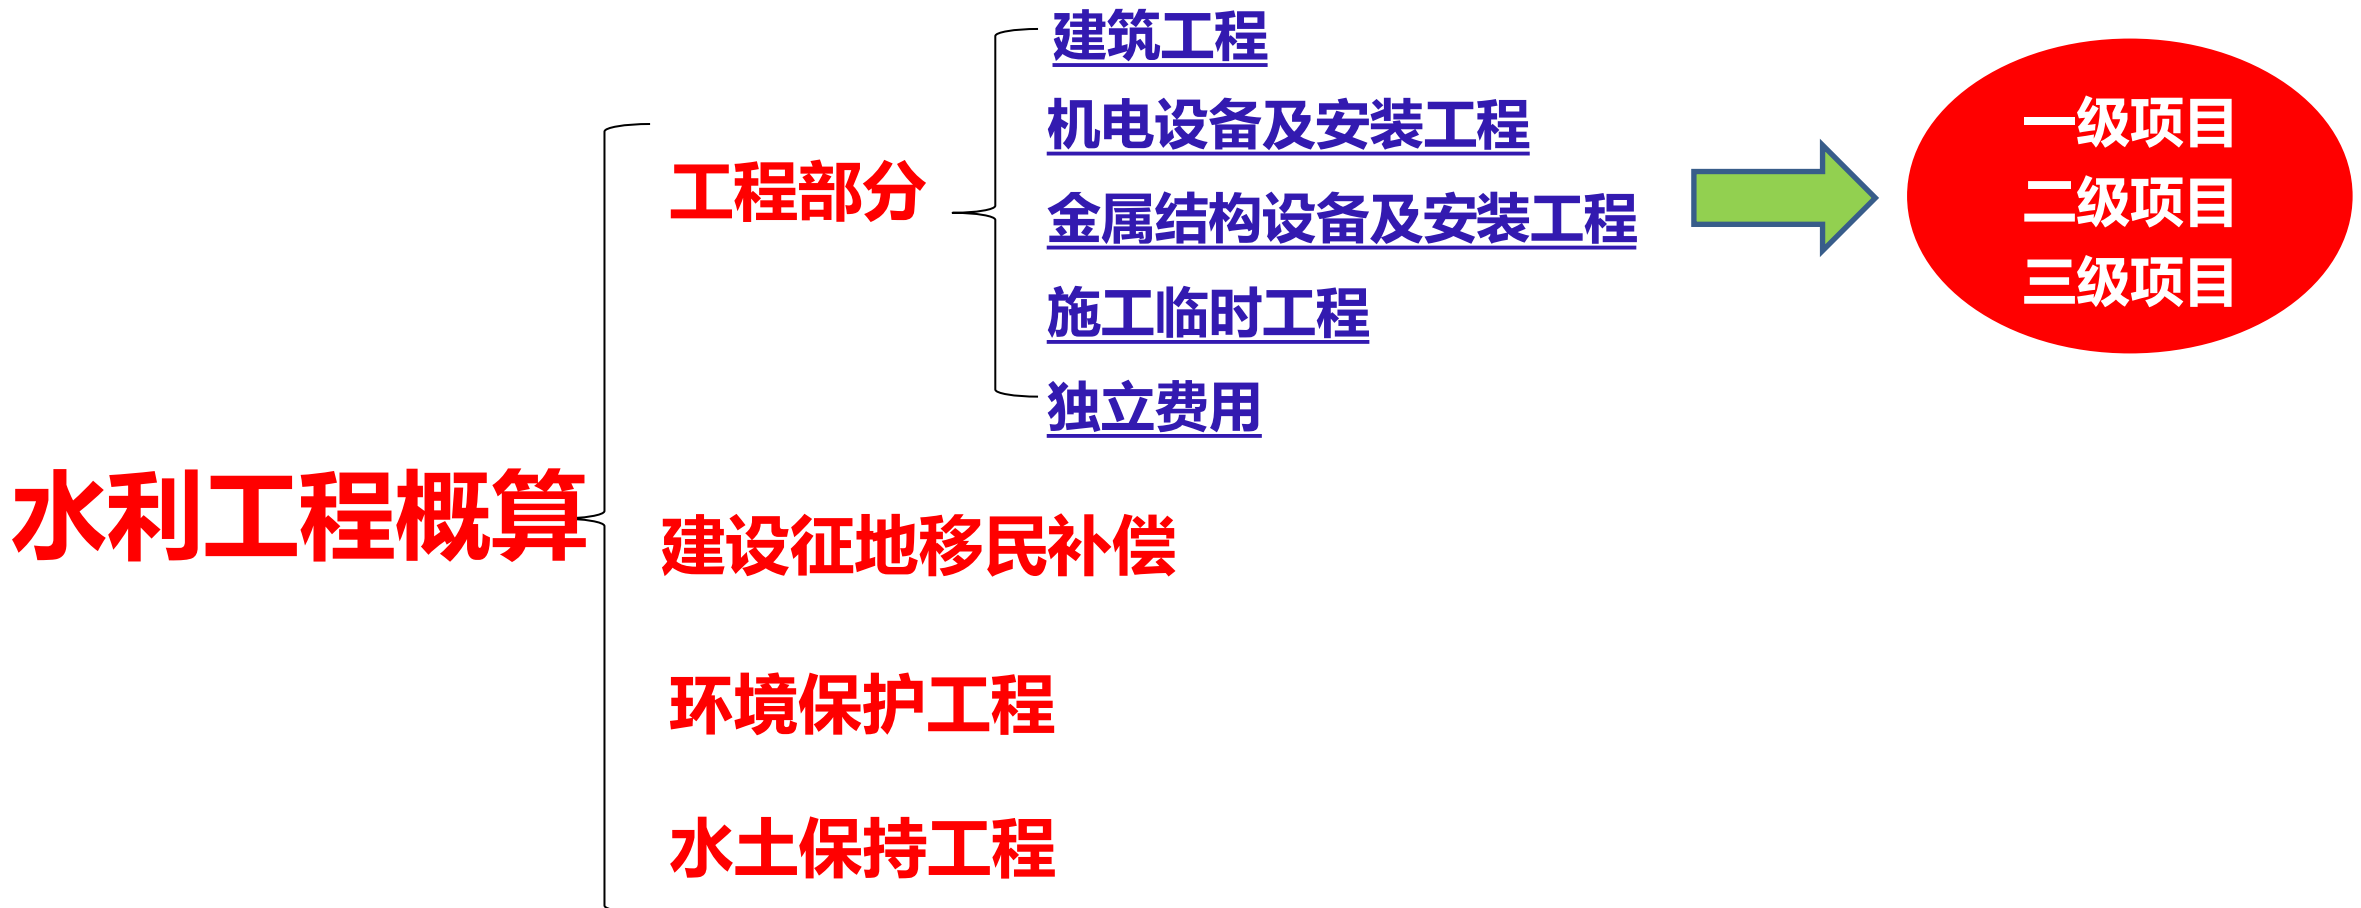 水利工程概算
工程部分
建筑工程
机电设备及安装工程
金属结构设备及安装工程
施工临时工程
独立费用
一级项目
二级项目
三级项目
建设征地移民补偿
环境保护工程
水土保持工程